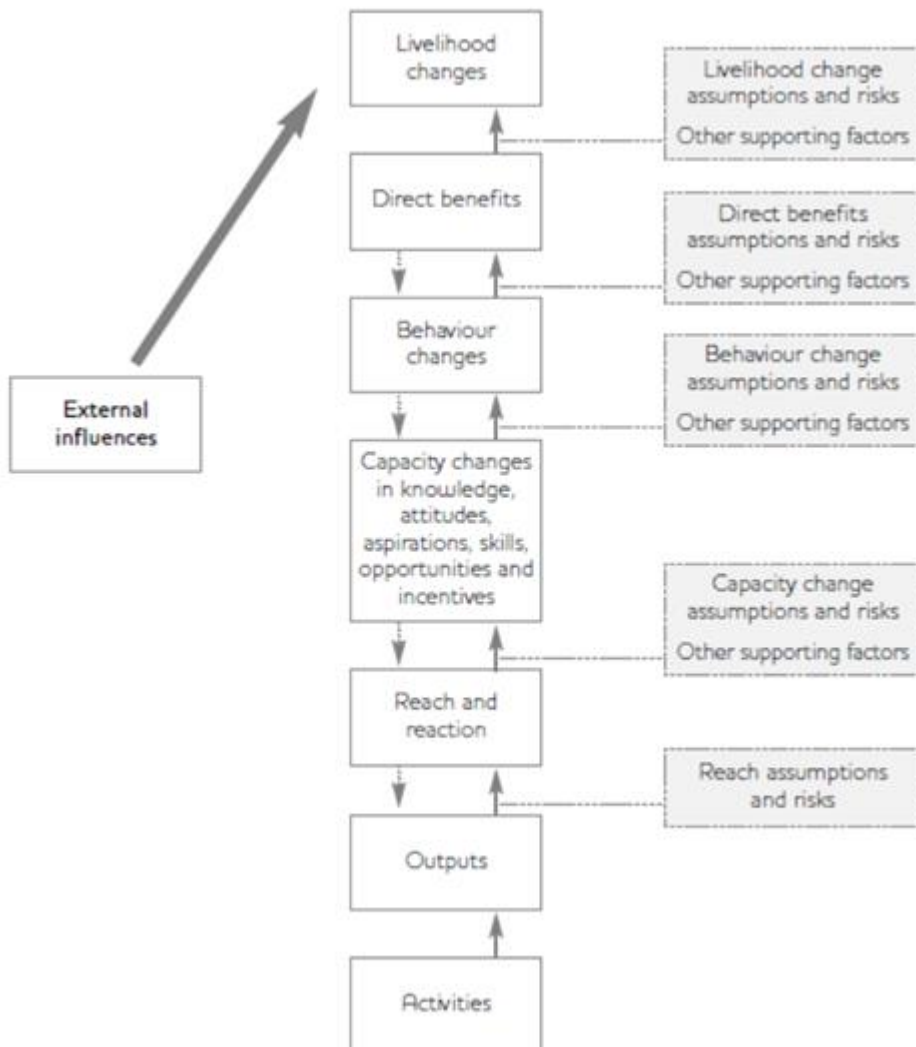 Livelihood
changes
Livelihood change
assumptions and risks
Other supporting factors
Direct benefits
Direct benefits
assumptions and risks
Other supporting factors
Behaviour
changes
Behaviour change
assumptions and risks
Other supporting factors
External
influences
Capacity changes
in knowledge,
attitudes,
aspirations, skills,
opportunities and
incentives
Capacity change
assumptions and risks
Other supporting factors
Reach and
reaction
Reach assumptions
and risks
Outputs
Activities